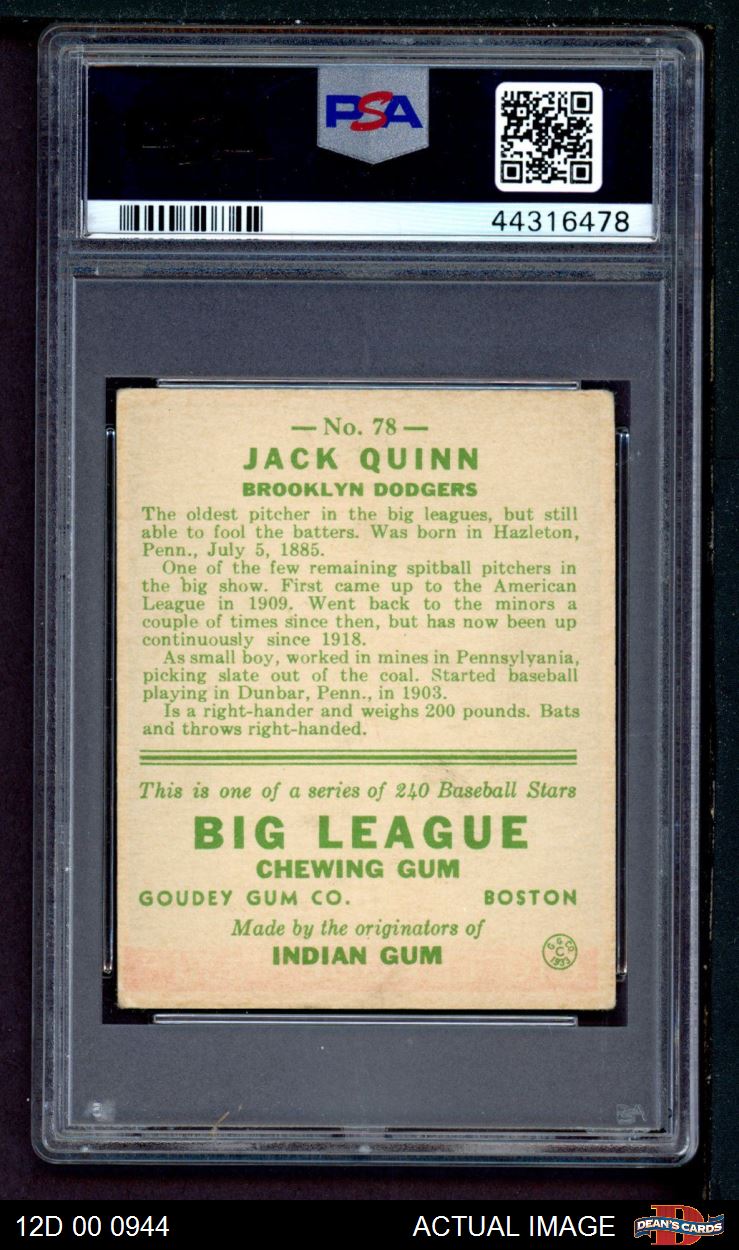 PSA
44316478
— No. 78 —
JACK QUINN
BROOKLYN DODGERS
The oldest pitcher in the big leagues, but still
able to fool the batters. Was born in Hazleton,
Penn., July 5, 1885.
One of the few remaining spitball pitchers in
the big show. First came up to the American
League in 1909. Went back to the minors a
couple of times since then, but has now been up
continuously since 1918.
As small boy, worked in mines in Pennsylvania,
picking slate out of the coal. Started baseball
playing in Dunbar, Penn., in 1903.
Is a right-hander and weighs 200 pounds. Bats
and throws right-handed.
This is one of a series of 240 Baseball Stars
BIG LEAGUE
CHEWING GUM
GOUDEY GUM CO. BOSTON
Made by the originators of
INDIAN GUM
G. G. CO.
C
1933
PSA
12D 00 0944 ACTUAL IMAGE D DEAN'S CARDS